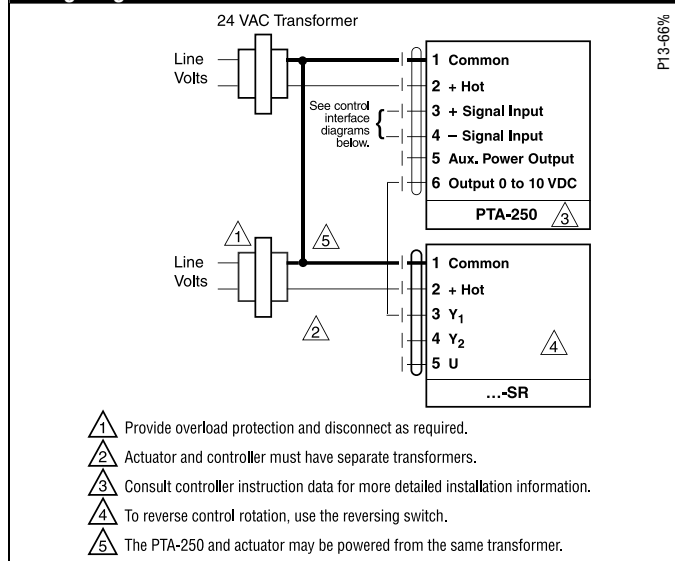 24 VAC Transformer
P13-66%
Line
Volts
1 Common
2 + Hot
3 + Signal Input
4 – Signal Input
5 Aux. Power Output
6 Output 0 to 10 VDC
PTA-250 3
See control
interface
diagrams
below.
1
5
Line
Volts
2
1 Common
2 + Hot
3 Y₁
4 Y₂
5 U
4
...-SR
1 Provide overload protection and disconnect as required.
2 Actuator and controller must have separate transformers.
3 Consult controller instruction data for more detailed installation information.
4 To reverse control rotation, use the reversing switch.
5 The PTA-250 and actuator may be powered from the same transformer.